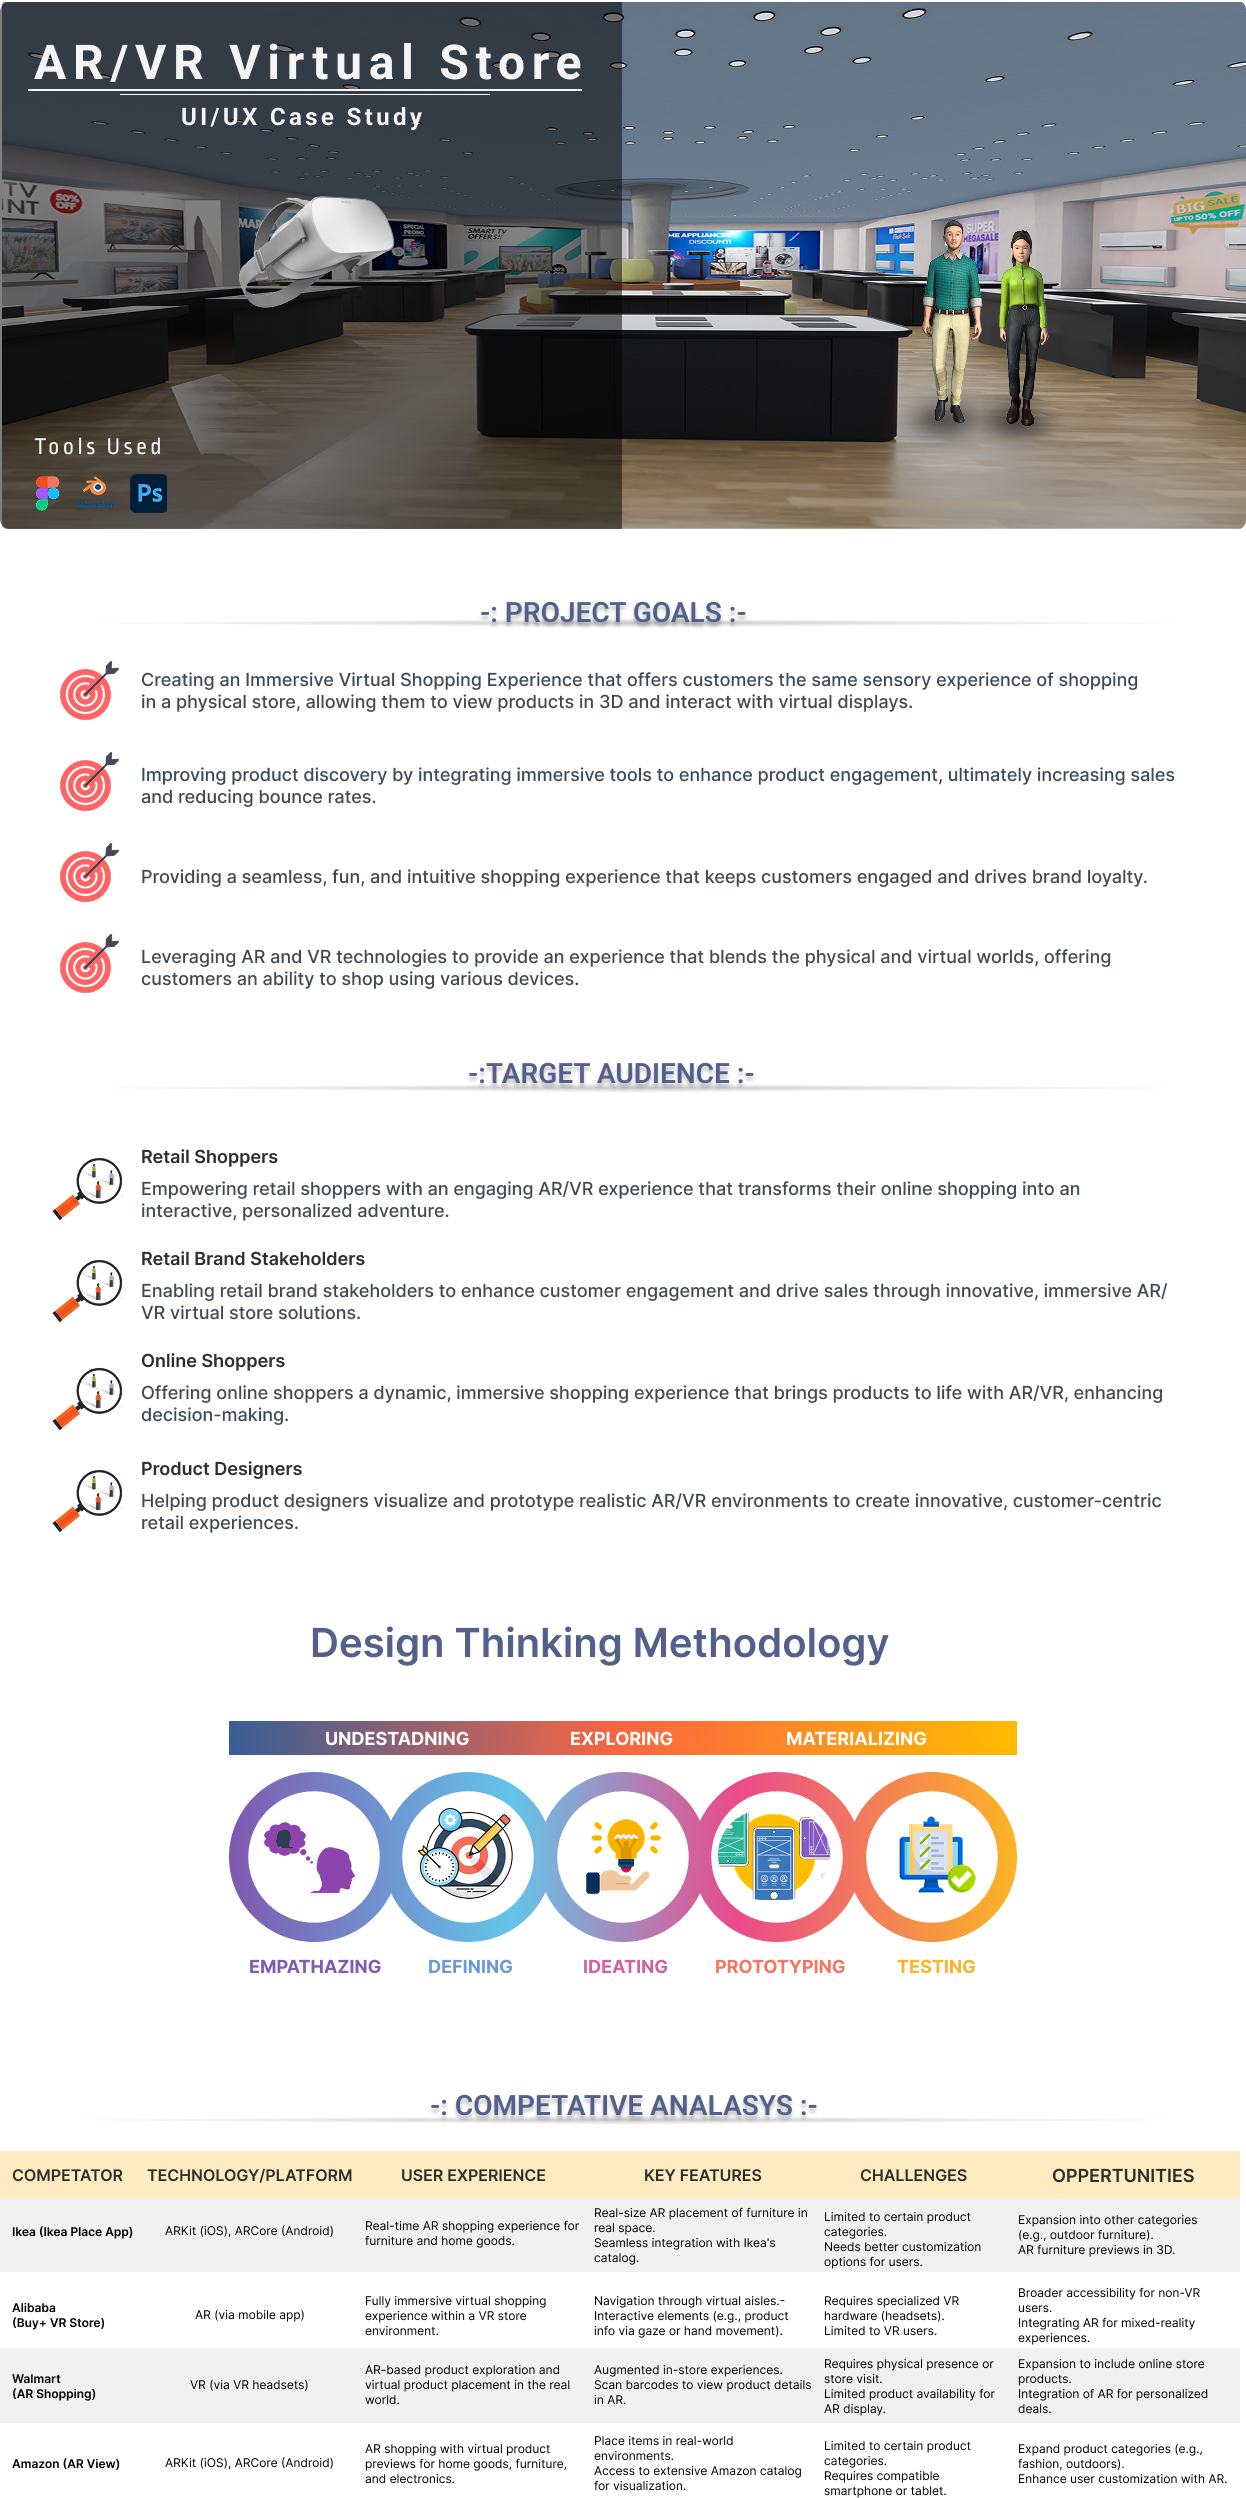 AR/VR Virtual Store
UI/UX Case Study
TV
NT
50%
OFF
MAR
SPECIAL
PROMO
SMART TV
OFFERS!!
ME APPLIANCES
DISCOUNT!
SUPER
MEGASALE
BIG SALE
UP TO 50% OFF
Tools Used
Ps
-: PROJECT GOALS :-
Creating an Immersive Virtual Shopping Experience that offers customers the same sensory experience of shopping
in a physical store, allowing them to view products in 3D and interact with virtual displays.
Improving product discovery by integrating immersive tools to enhance product engagement, ultimately increasing sales
and reducing bounce rates.
Providing a seamless, fun, and intuitive shopping experience that keeps customers engaged and drives brand loyalty.
Leveraging AR and VR technologies to provide an experience that blends the physical and virtual worlds, offering
customers an ability to shop using various devices.
-:TARGET AUDIENCE :-
Retail Shoppers
Empowering retail shoppers with an engaging AR/VR experience that transforms their online shopping into an
interactive, personalized adventure.
Retail Brand Stakeholders
Enabling retail brand stakeholders to enhance customer engagement and drive sales through innovative, immersive AR/
VR virtual store solutions.
Online Shoppers
Offering online shoppers a dynamic, immersive shopping experience that brings products to life with AR/VR, enhancing
decision-making.
Product Designers
Helping product designers visualize and prototype realistic AR/VR environments to create innovative, customer-centric
retail experiences.
Design Thinking Methodology
UNDESTADNING EXPLORING MATERIALIZING
EMPATHAZING DEFINING IDEATING PROTOTYPING TESTING
-: COMPETATIVE ANALASYS :-
COMPETATOR TECHNOLOGY/PLATFORM USER EXPERIENCE KEY FEATURES CHALLENGES OPPERTUNITIES
Ikea (Ikea Place App)
ARKit (iOS), ARCore (Android)
Real-time AR shopping experience for
furniture and home goods.
Real-size AR placement of furniture in
real space.
Seamless integration with Ikea's
catalog.
Limited to certain product
categories.
Needs better customization
options for users.
Expansion into other categories
(e.g., outdoor furniture).
AR furniture previews in 3D.
Alibaba
(Buy+ VR Store)
AR (via mobile app)
Fully immersive virtual shopping
experience within a VR store
environment.
Navigation through virtual aisles.-
Interactive elements (e.g., product
info via gaze or hand movement).
Requires specialized VR
hardware (headsets).
Limited to VR users.
Broader accessibility for non-VR
users.
Integrating AR for mixed-reality
experiences.
Walmart
(AR Shopping)
VR (via VR headsets)
AR-based product exploration and
virtual product placement in the real
world.
Augmented in-store experiences.
Scan barcodes to view product details
in AR.
Requires physical presence or
store visit.
Limited product availability for
AR display.
Expansion to include online store
products.
Integration of AR for personalized
deals.
Amazon (AR View)
ARKit (iOS), ARCore (Android)
AR shopping with virtual product
previews for home goods, furniture,
and electronics.
Place items in real-world
environments.
Access to extensive Amazon catalog
for visualization.
Limited to certain product
categories.
Requires compatible
smartphone or tablet.
Expand product categories (e.g.,
fashion, outdoors).
Enhance user customization with AR.